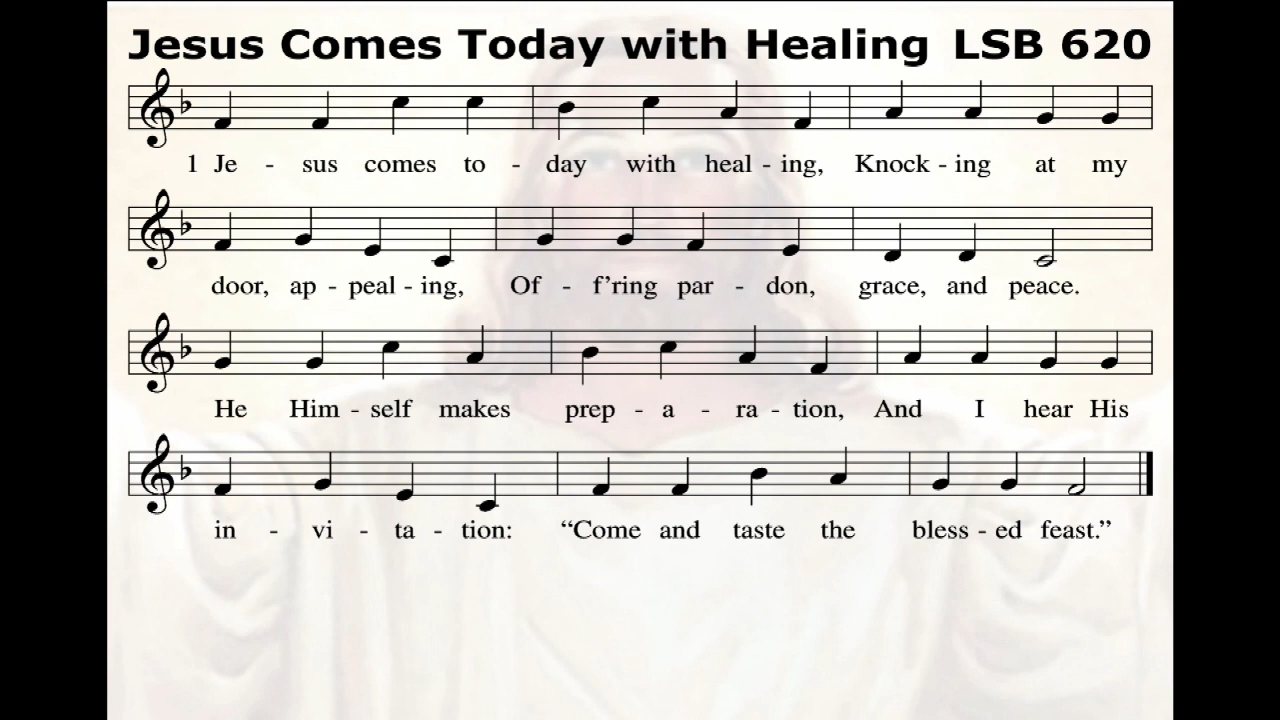 Jesus Comes Today with Healing LSB 620
1 Je - sus comes to - day with heal - ing, Knock - ing at my
door, ap - peal - ing, Of - f'ring par - don, grace, and peace.
He Him - self makes prep - a - ra - tion, And I hear His
in - vi - ta - tion: “Come and taste the bless - ed feast.”